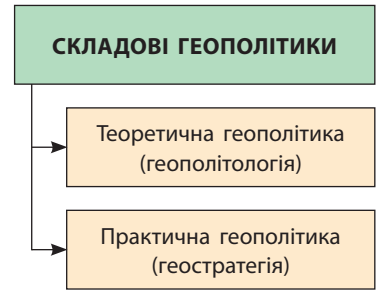 СКЛАДОВІ ГЕОПОЛІТИКИ
Теоретична геополітика
(геополітологія)
Практична геополітика
(геостратегія)